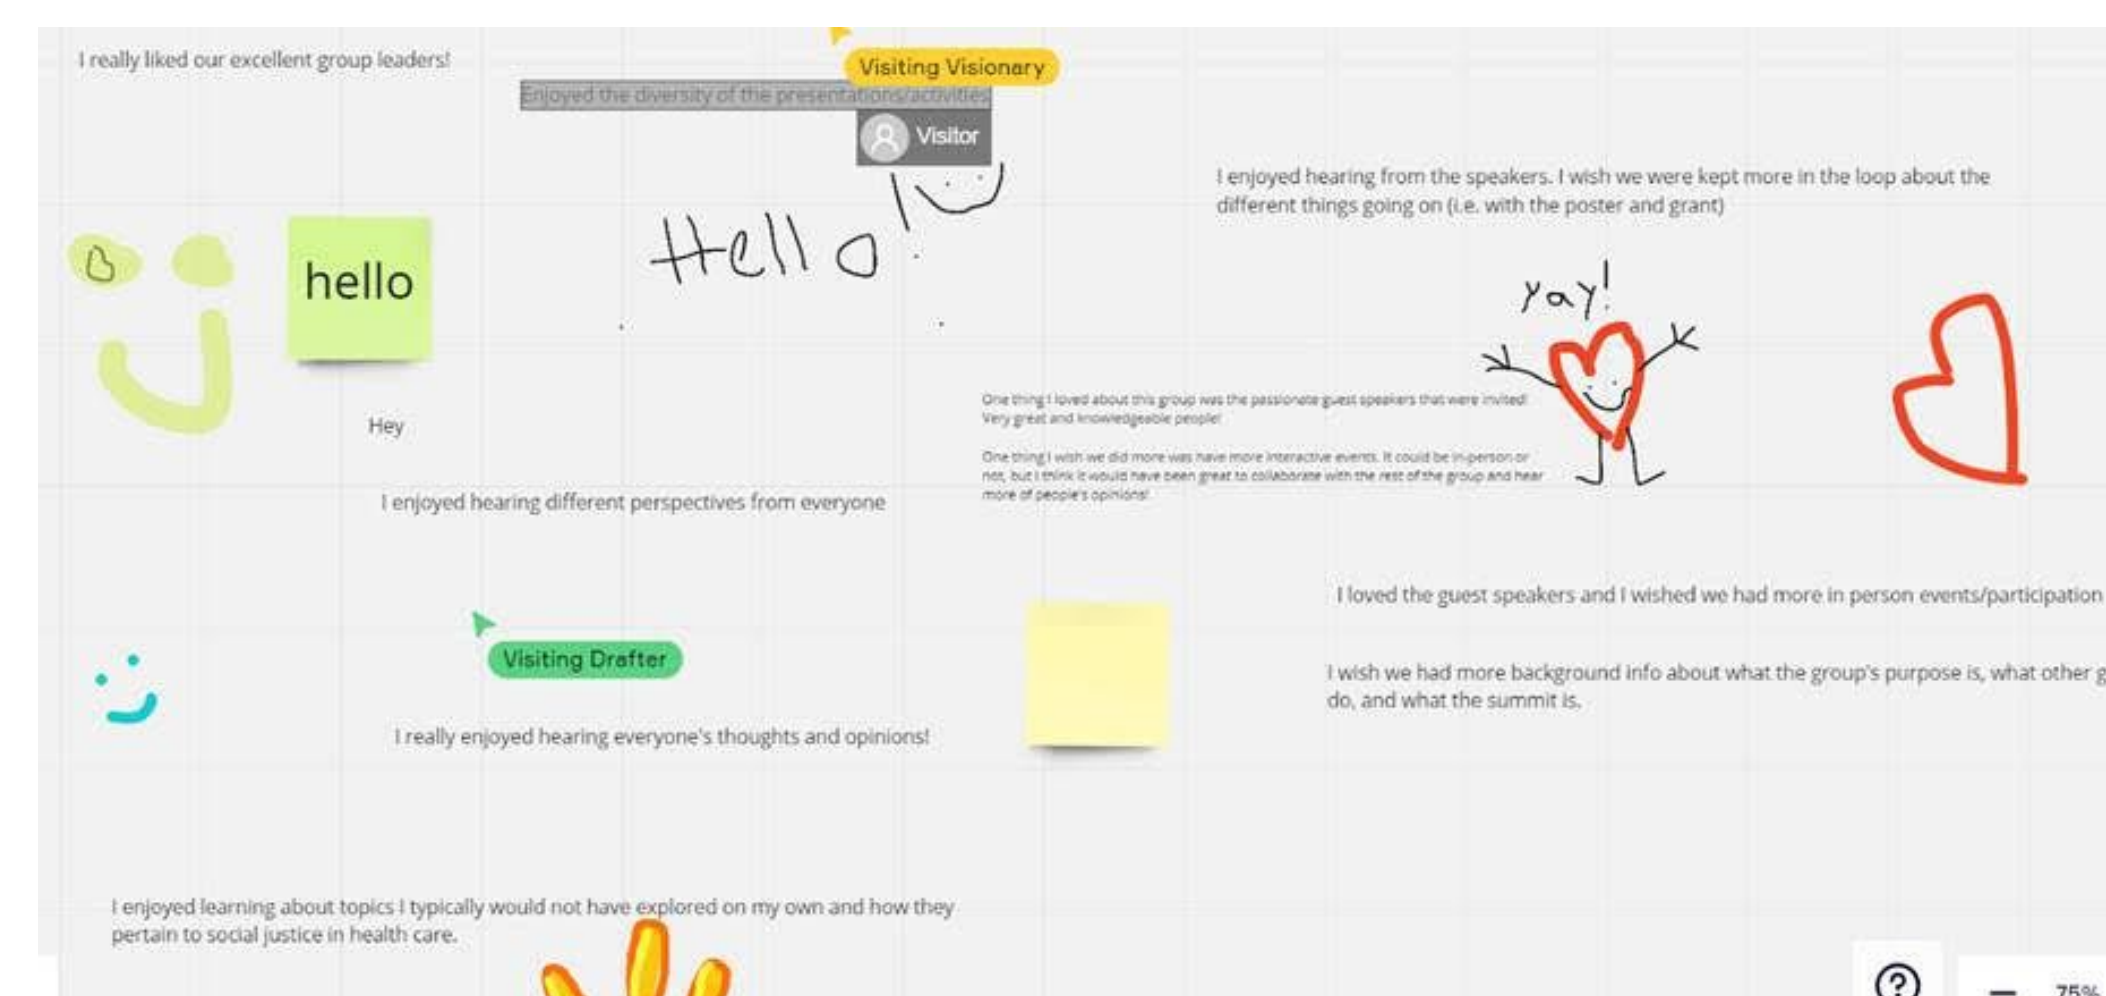 I really liked our excellent group leaders!
Visiting Visionary
Enjoyed the diversity of the presentations/activities
Visitor
I enjoyed hearing from the speakers. I wish we were kept more in the loop about the
different things going on (i.e. with the poster and grant)
hello
Hello!
yay!
One thing I loved about this group was the passionate guest speakers that were invited!
Very great and knowledgeable people!
Hey
One thing I wish we did more was have more interactive events. It could be in-person or
not, but I think it would have been great to collaborate with the rest of the group and hear
more of people's opinions!
I enjoyed hearing different perspectives from everyone
I loved the guest speakers and I wished we had more in person events/participation
Visiting Drafter
I wish we had more background info about what the group's purpose is, what other g
do, and what the summit is.
I really enjoyed hearing everyone's thoughts and opinions!
I enjoyed learning about topics I typically would not have explored on my own and how they
pertain to social justice in health care.
75%